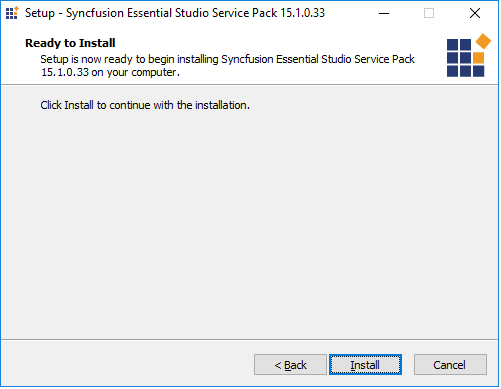 Setup - Syncfusion Essential Studio Service Pack 15.1.0.33
Ready to Install
Setup is now ready to begin installing Syncfusion Essential Studio Service Pack
15.1.0.33 on your computer.
Click Install to continue with the installation.
< Back
Install
Cancel